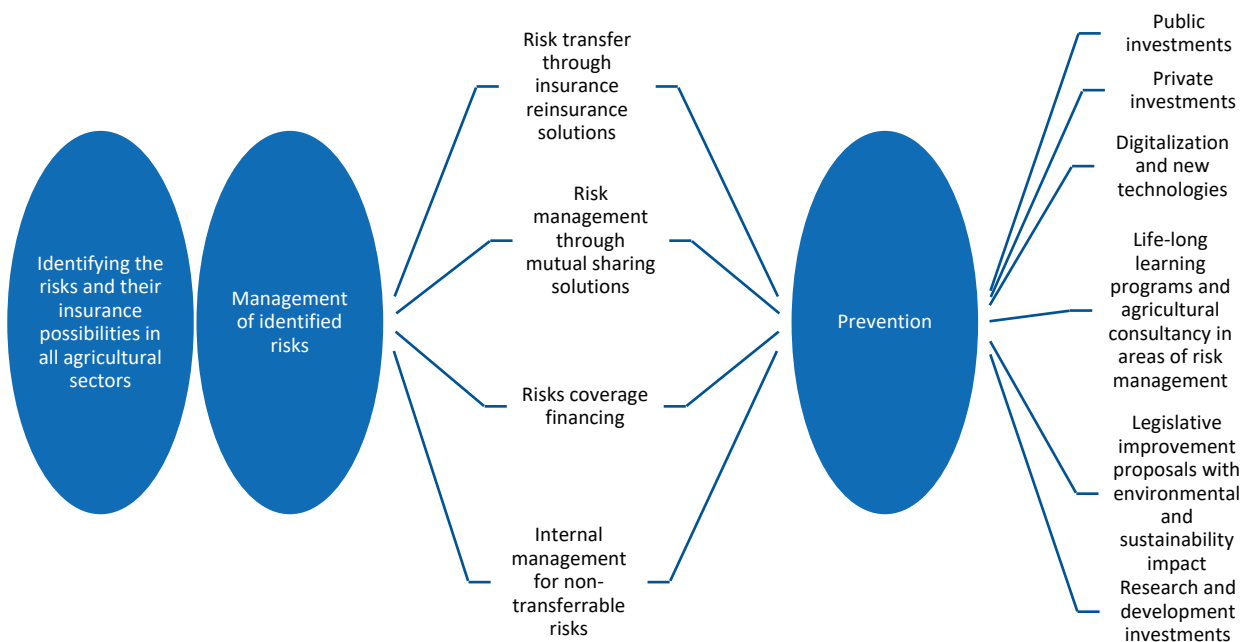 Identifying the
risks and their
insurance
possibilities in
all agricultural
sectors
Management
of identified
risks
Risk transfer
through
insurance
reinsurance
solutions
Risk
management
through
mutual sharing
solutions
Risks coverage
financing
Internal
management
for non-
transferrable
risks
Prevention
Public
investments
Private
investments
Digitalization
and new
technologies
Life-long
learning
programs and
agricultural
consultancy in
areas of risk
management
Legislative
improvement
proposals with
environmental
and
sustainability
impact
Research and
development
investments